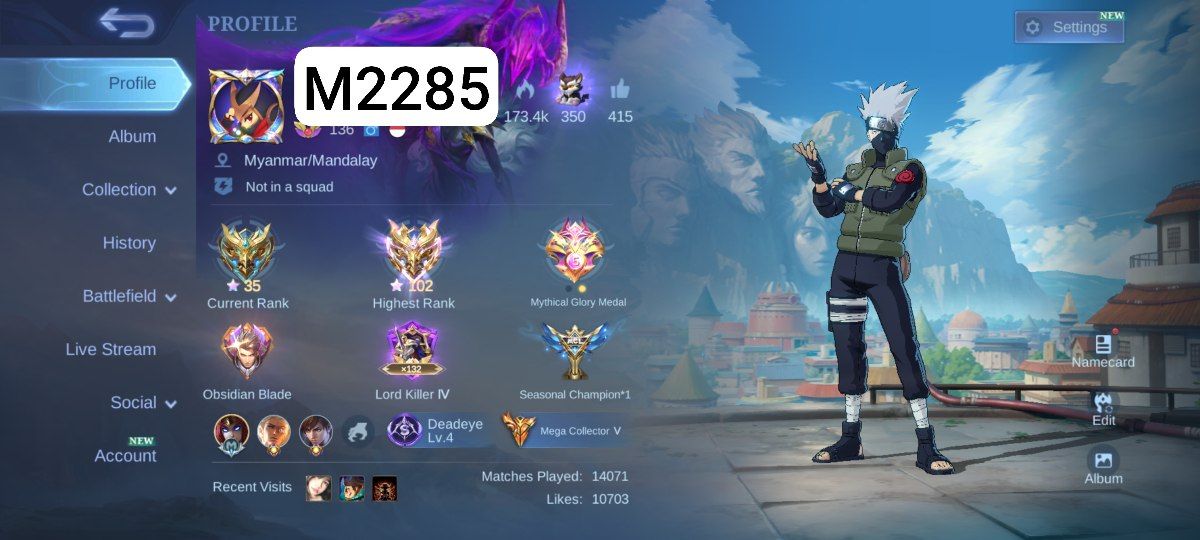 PROFILE
NEW
Settings
Profile
M2285
136
173.4k 350 415
Album
Myanmar/Mandalay
Not in a squad
Collection
History
35
102
5
Current Rank
Highest Rank
Mythical Glory Medal
Battlefield
Live Stream
MCL
×132
Obsidian Blade
Lord Killer Ⅳ
Seasonal Champion*1
Social
Deadeye
Lv.4
Mega Collector Ⅴ
NEW
Account
Recent Visits
Matches Played: 14071
Likes: 10703
Namecard
Edit
Album